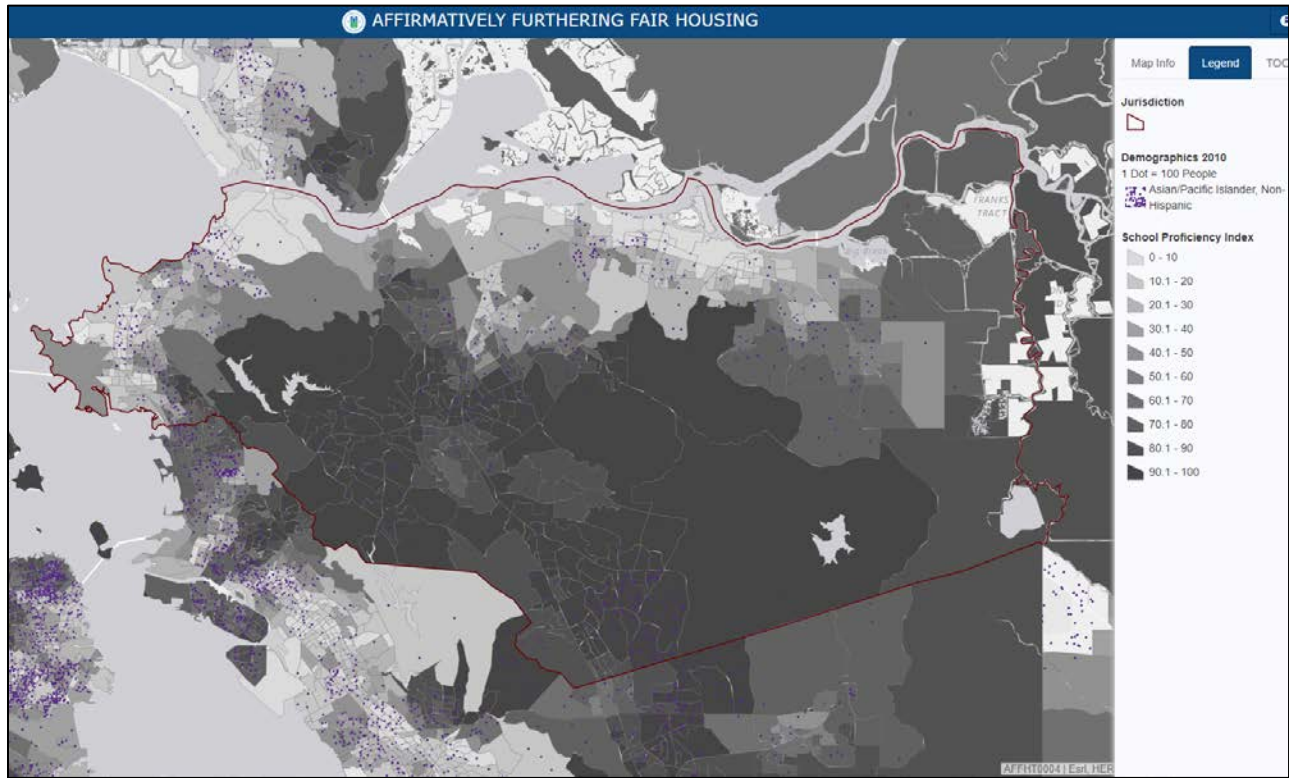 AFFIRMATIVELY FURTHERING FAIR HOUSING
Map Info
Legend
TOC
Jurisdiction
Demographics 2010
1 Dot = 100 People
Asian/Pacific Islander, Non-
Hispanic
School Proficiency Index
0 - 10
10.1 - 20
20.1 - 30
30.1 - 40
40.1 - 50
50.1 - 60
60.1 - 70
70.1 - 80
80.1 - 90
90.1 - 100
FRANKS
TRACT
AFFHT0004 | Esri, HER